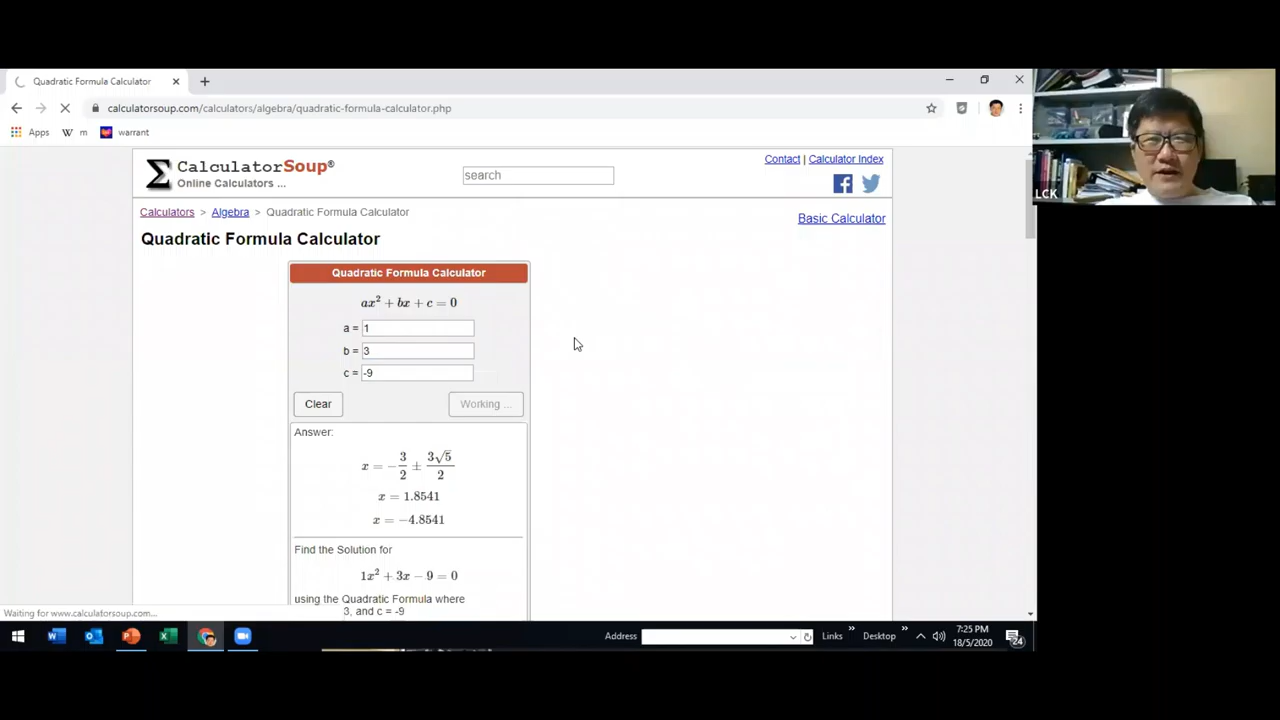 Quadratic Formula Calculator
calculatorsoup.com/calculators/algebra/quadratic-formula-calculator.php
Apps
m
warrant
LCK
CalculatorSoup®
Online Calculators ...
search
Contact | Calculator Index
Calculators > Algebra > Quadratic Formula Calculator
Basic Calculator
Quadratic Formula Calculator
Quadratic Formula Calculator
ax² + bx + c = 0
a = 1
b = 3
c = -9
Clear
Working ...
Answer:
x = -3/2 ± 3√5/2
x = 1.8541
x = −4.8541
Find the Solution for
1x² + 3x − 9 = 0
using the Quadratic Formula where
3, and c = -9
Waiting for www.calculatorsoup.com...
Address
Links
Desktop
7:25 PM
18/5/2020
24